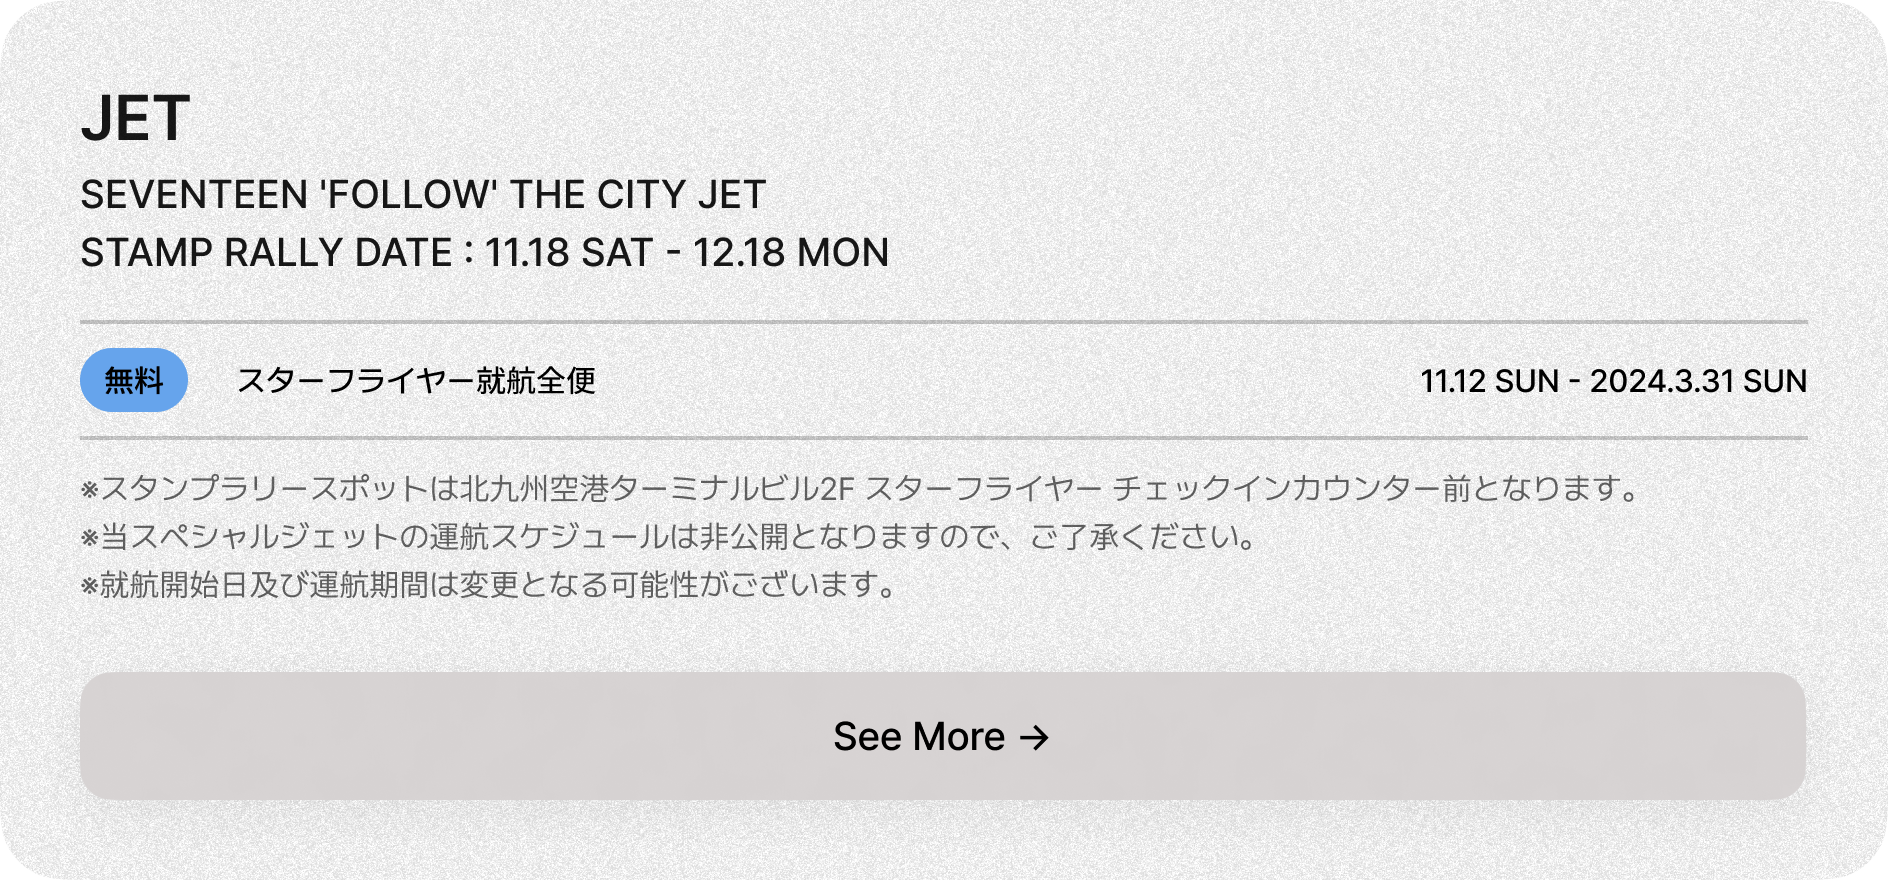 JET
SEVENTEEN 'FOLLOW' THE CITY JET
STAMP RALLY DATE : 11.18 SAT - 12.18 MON
無料 スターフライヤー就航全便 11.12 SUN - 2024.3.31 SUN
※スタンプラリースポットは北九州空港ターミナルビル2F スターフライヤー チェックインカウンター前となります。
※当スペシャルジェットの運航スケジュールは非公開となりますので、ご了承ください。
※就航開始日及び運航期間は変更となる可能性がございます。
See More →